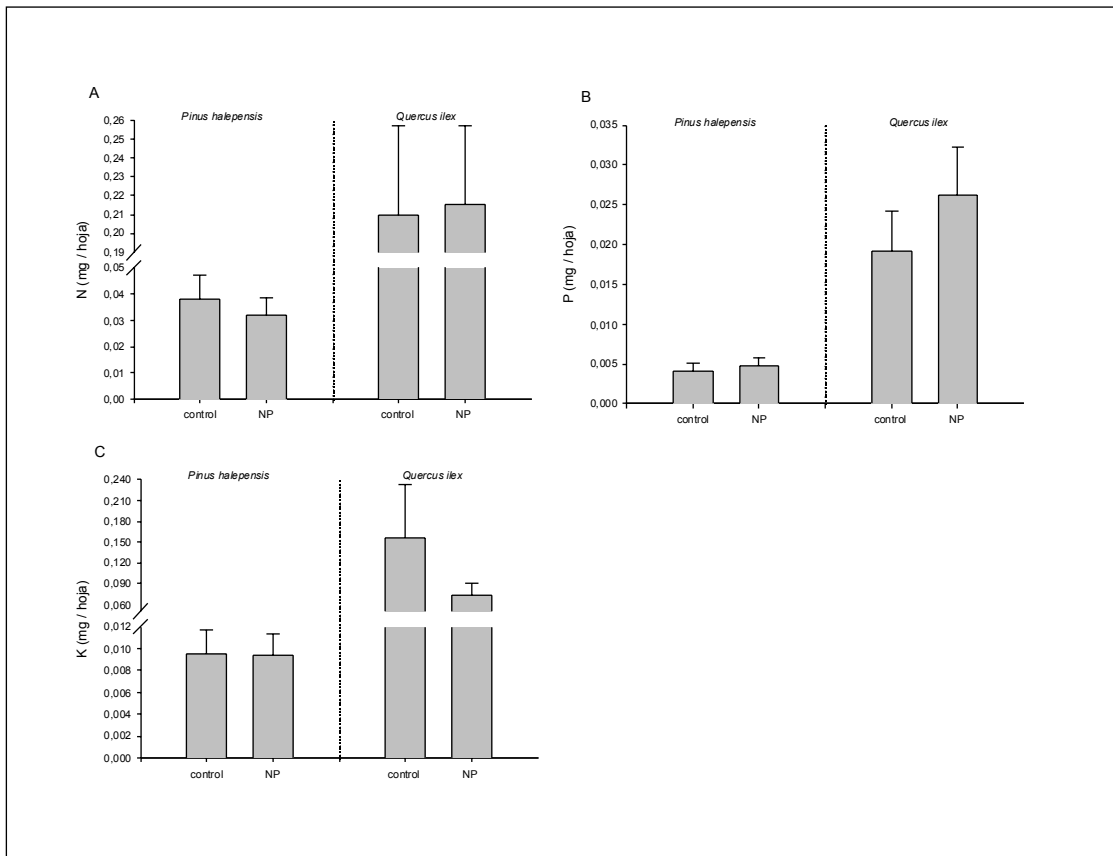 A
Pinus halepensis
Quercus ilex
0,26
0,25
0,24
0,23
0,22
0,21
0,20
0,19
0,05
0,04
0,03
0,02
0,01
0,00
N (mg / hoja)
control
NP
control
NP
B
Pinus halepensis
Quercus ilex
0,035
0,030
0,025
0,020
0,015
0,010
0,005
0,000
P (mg / hoja)
control
NP
control
NP
C
Pinus halepensis
Quercus ilex
0,240
0,210
0,180
0,150
0,120
0,090
0,060
0,012
0,010
0,008
0,006
0,004
0,002
0,000
K (mg / hoja)
control
NP
control
NP